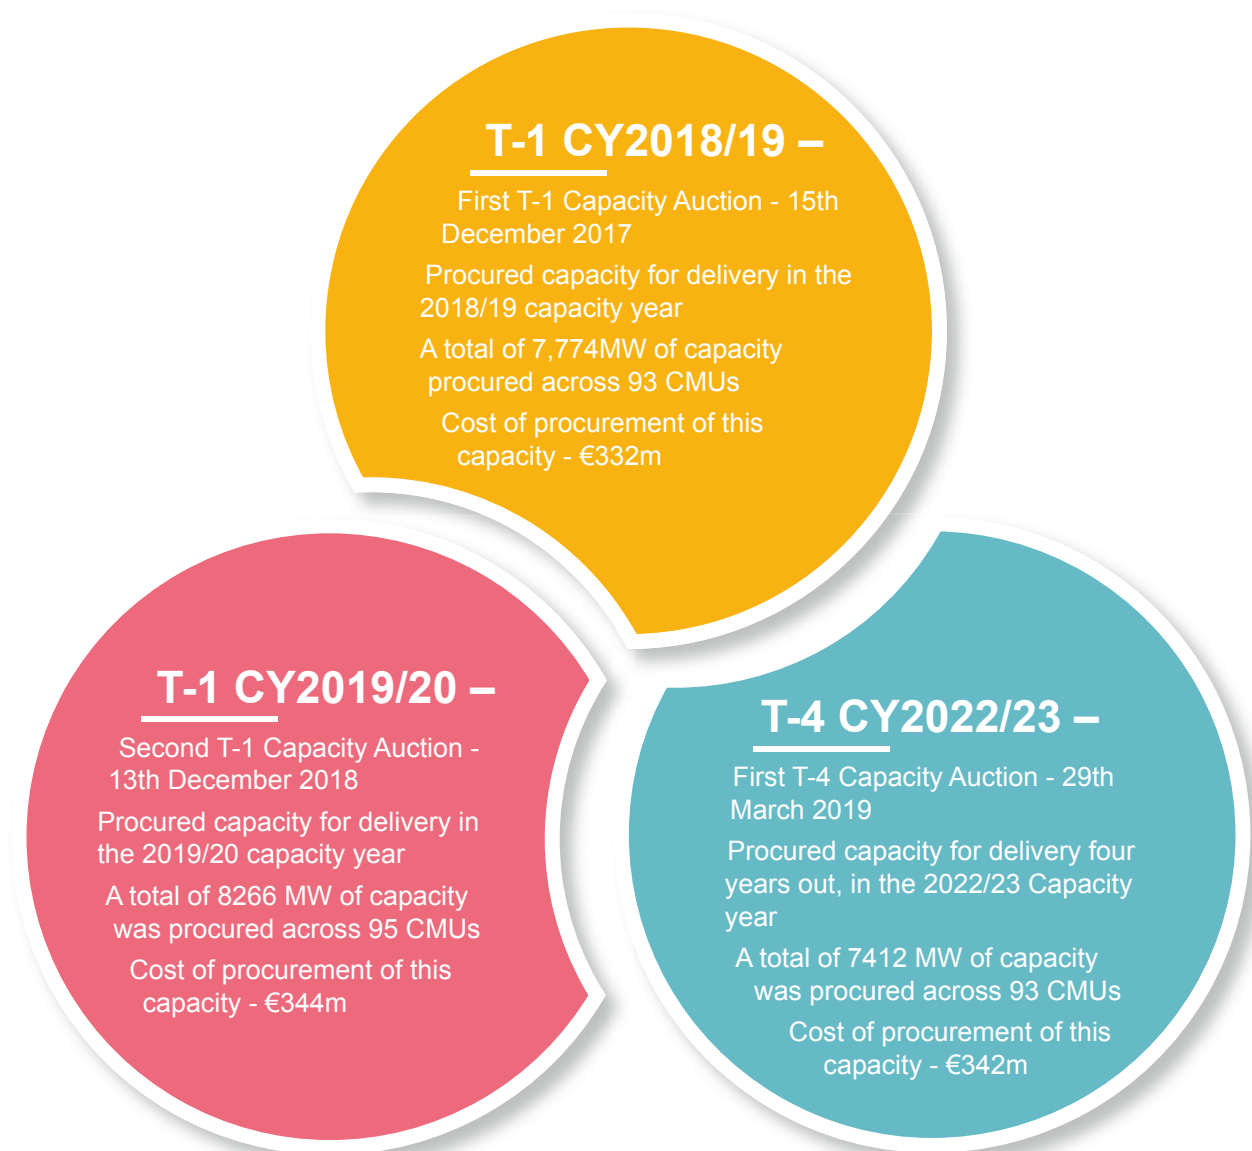 T-1 CY2018/19 –
First T-1 Capacity Auction - 15th
December 2017
Procured capacity for delivery in the
2018/19 capacity year
A total of 7,774MW of capacity
procured across 93 CMUs
Cost of procurement of this
capacity - €332m
T-1 CY2019/20 –
Second T-1 Capacity Auction -
13th December 2018
Procured capacity for delivery in
the 2019/20 capacity year
A total of 8266 MW of capacity
was procured across 95 CMUs
Cost of procurement of this
capacity - €344m
T-4 CY2022/23 –
First T-4 Capacity Auction - 29th
March 2019
Procured capacity for delivery four
years out, in the 2022/23 Capacity
year
A total of 7412 MW of capacity
was procured across 93 CMUs
Cost of procurement of this
capacity - €342m